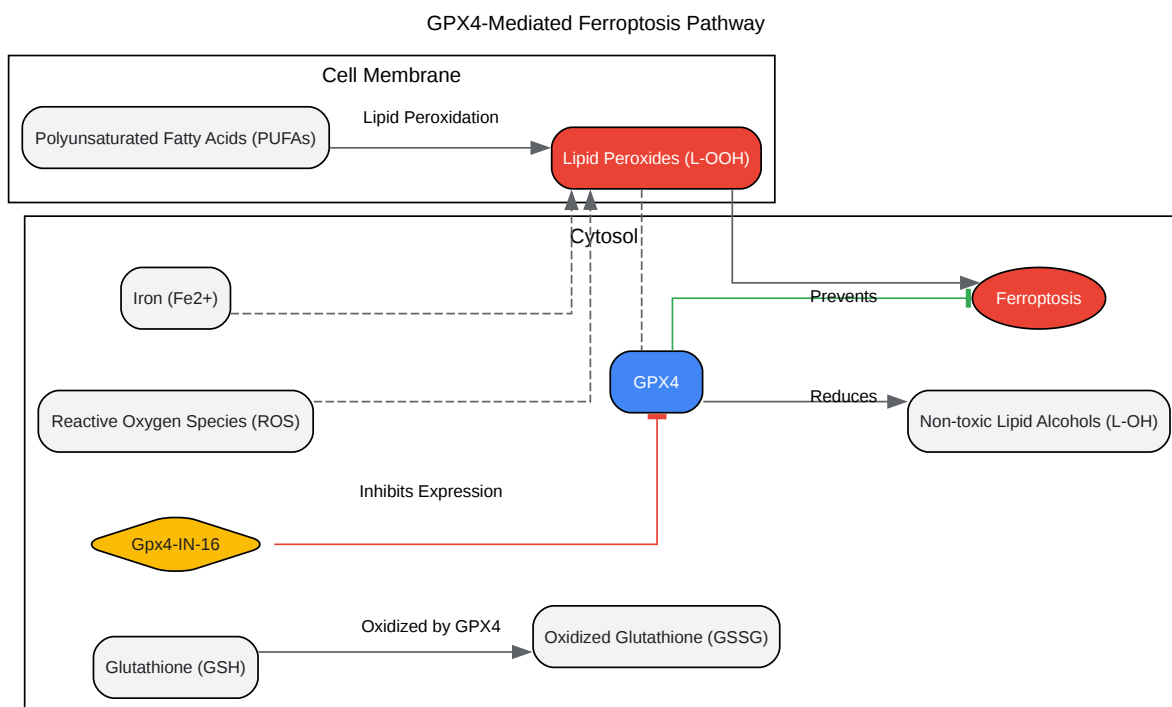 GPX4-Mediated Ferroptosis Pathway
Cell Membrane
Polyunsaturated Fatty Acids (PUFAs)
Lipid Peroxidation
Lipid Peroxides (L-OOH)
Cytosol
Iron (Fe2+)
Prevents
Ferroptosis
GPX4
Reactive Oxygen Species (ROS)
Reduces
Non-toxic Lipid Alcohols (L-OH)
Inhibits Expression
Gpx4-IN-16
Oxidized by GPX4
Oxidized Glutathione (GSSG)
Glutathione (GSH)